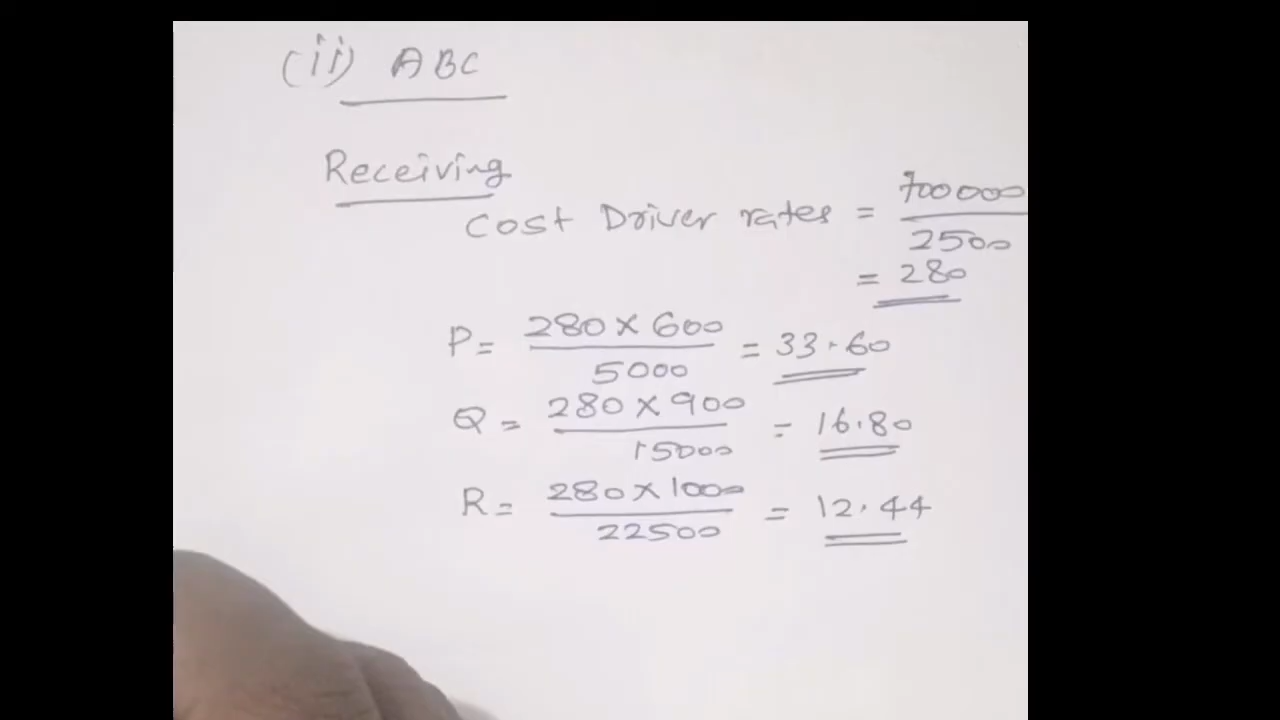 (ii) ABC
Receiving
Cost Driver rates = 700000
2500
= 280
P = 280 × 600
5000
= 33.60
Q = 280 × 900
15000
= 16.80
R = 280 × 1000
22500
= 12.44